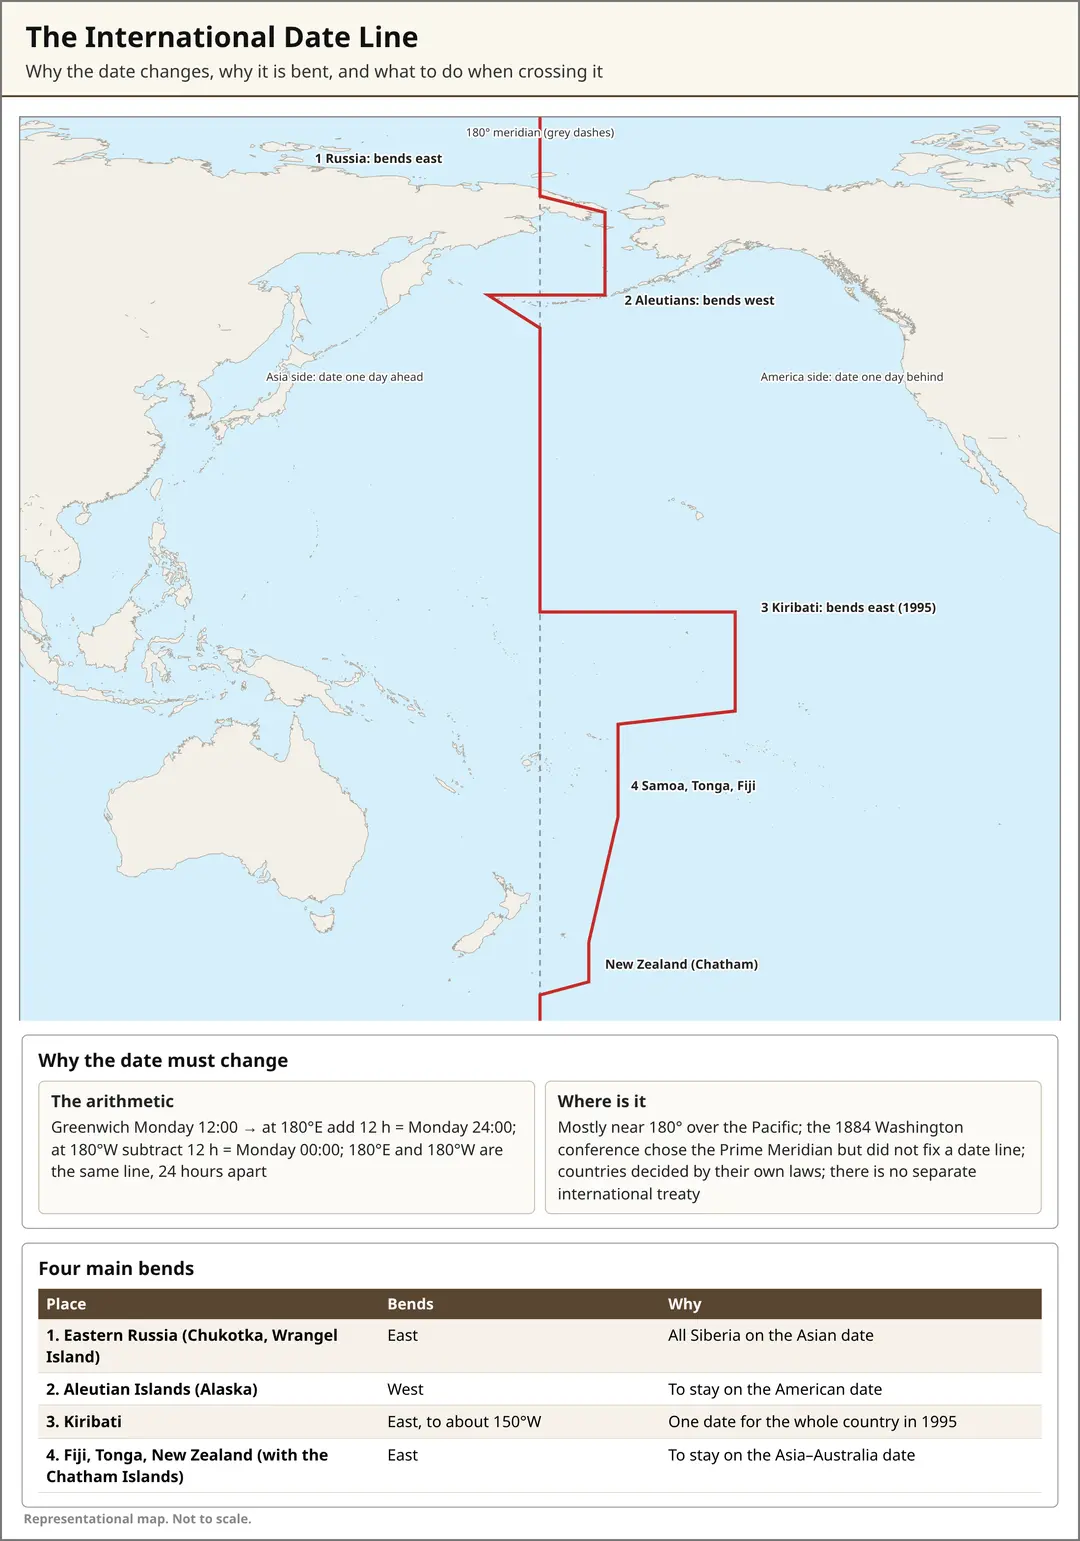 The International Date Line
Why the date changes, why it is bent, and what to do when crossing it
180° meridian (grey dashes)
1 Russia: bends east
2 Aleutians: bends west
Asia side: date one day ahead
America side: date one day behind
3 Kiribati: bends east (1995)
4 Samoa, Tonga, Fiji
New Zealand (Chatham)
Why the date must change
The arithmetic
Greenwich Monday 12:00 → at 180°E add 12 h = Monday 24:00;
at 180°W subtract 12 h = Monday 00:00; 180°E and 180°W are
the same line, 24 hours apart
Where is it
Mostly near 180° over the Pacific; the 1884 Washington
conference chose the Prime Meridian but did not fix a date line;
countries decided by their own laws; there is no separate
international treaty
Four main bends
Place Bends Why
1. Eastern Russia (Chukotka, Wrangel East All Siberia on the Asian date
Island)
2. Aleutian Islands (Alaska) West To stay on the American date
3. Kiribati East, to about 150°W One date for the whole country in 1995
4. Fiji, Tonga, New Zealand (with the East To stay on the Asia–Australia date
Chatham Islands)
Representational map. Not to scale.